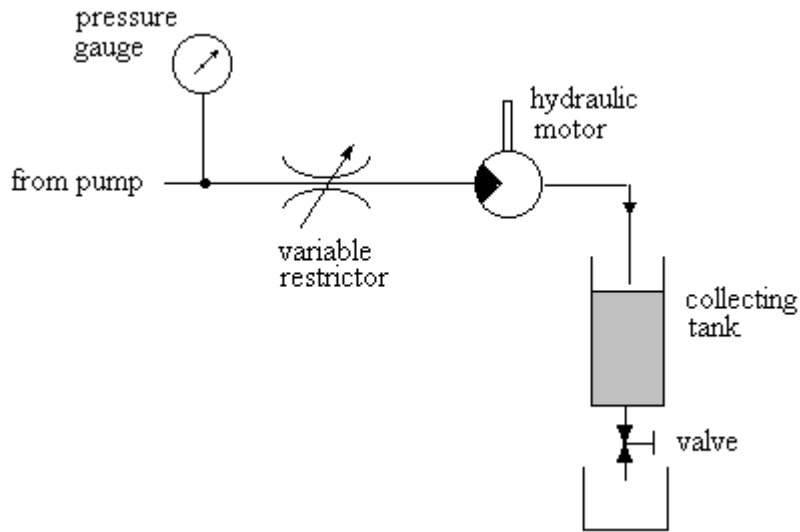 pressure
gauge
hydraulic
motor
from pump
variable
restrictor
collecting
tank
valve